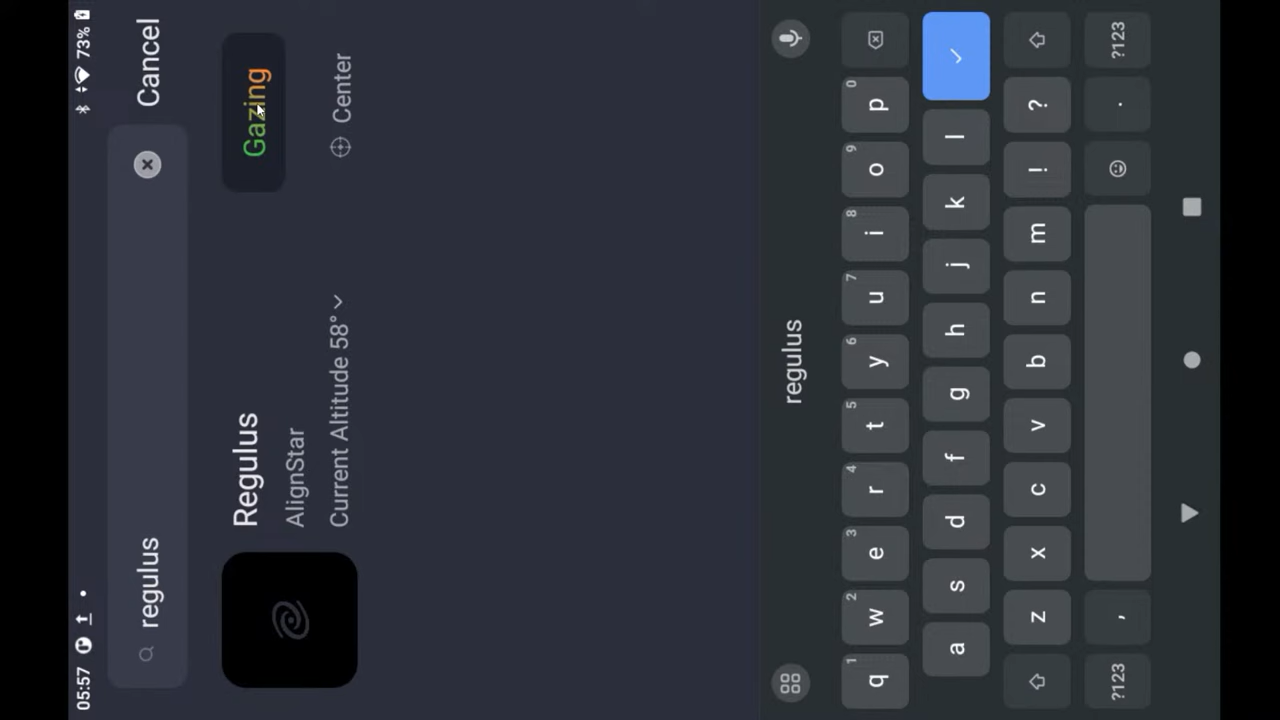 05:57
73%
regulus
Cancel
Regulus
Gazing
AlignStar
Current Altitude 58°
Center
regulus
1 2 3 4 5 6 7 8 9 0
q w e r t y u i o p
a s d f g h j k l
z x c v b n m ! ?
?123 , . ?123